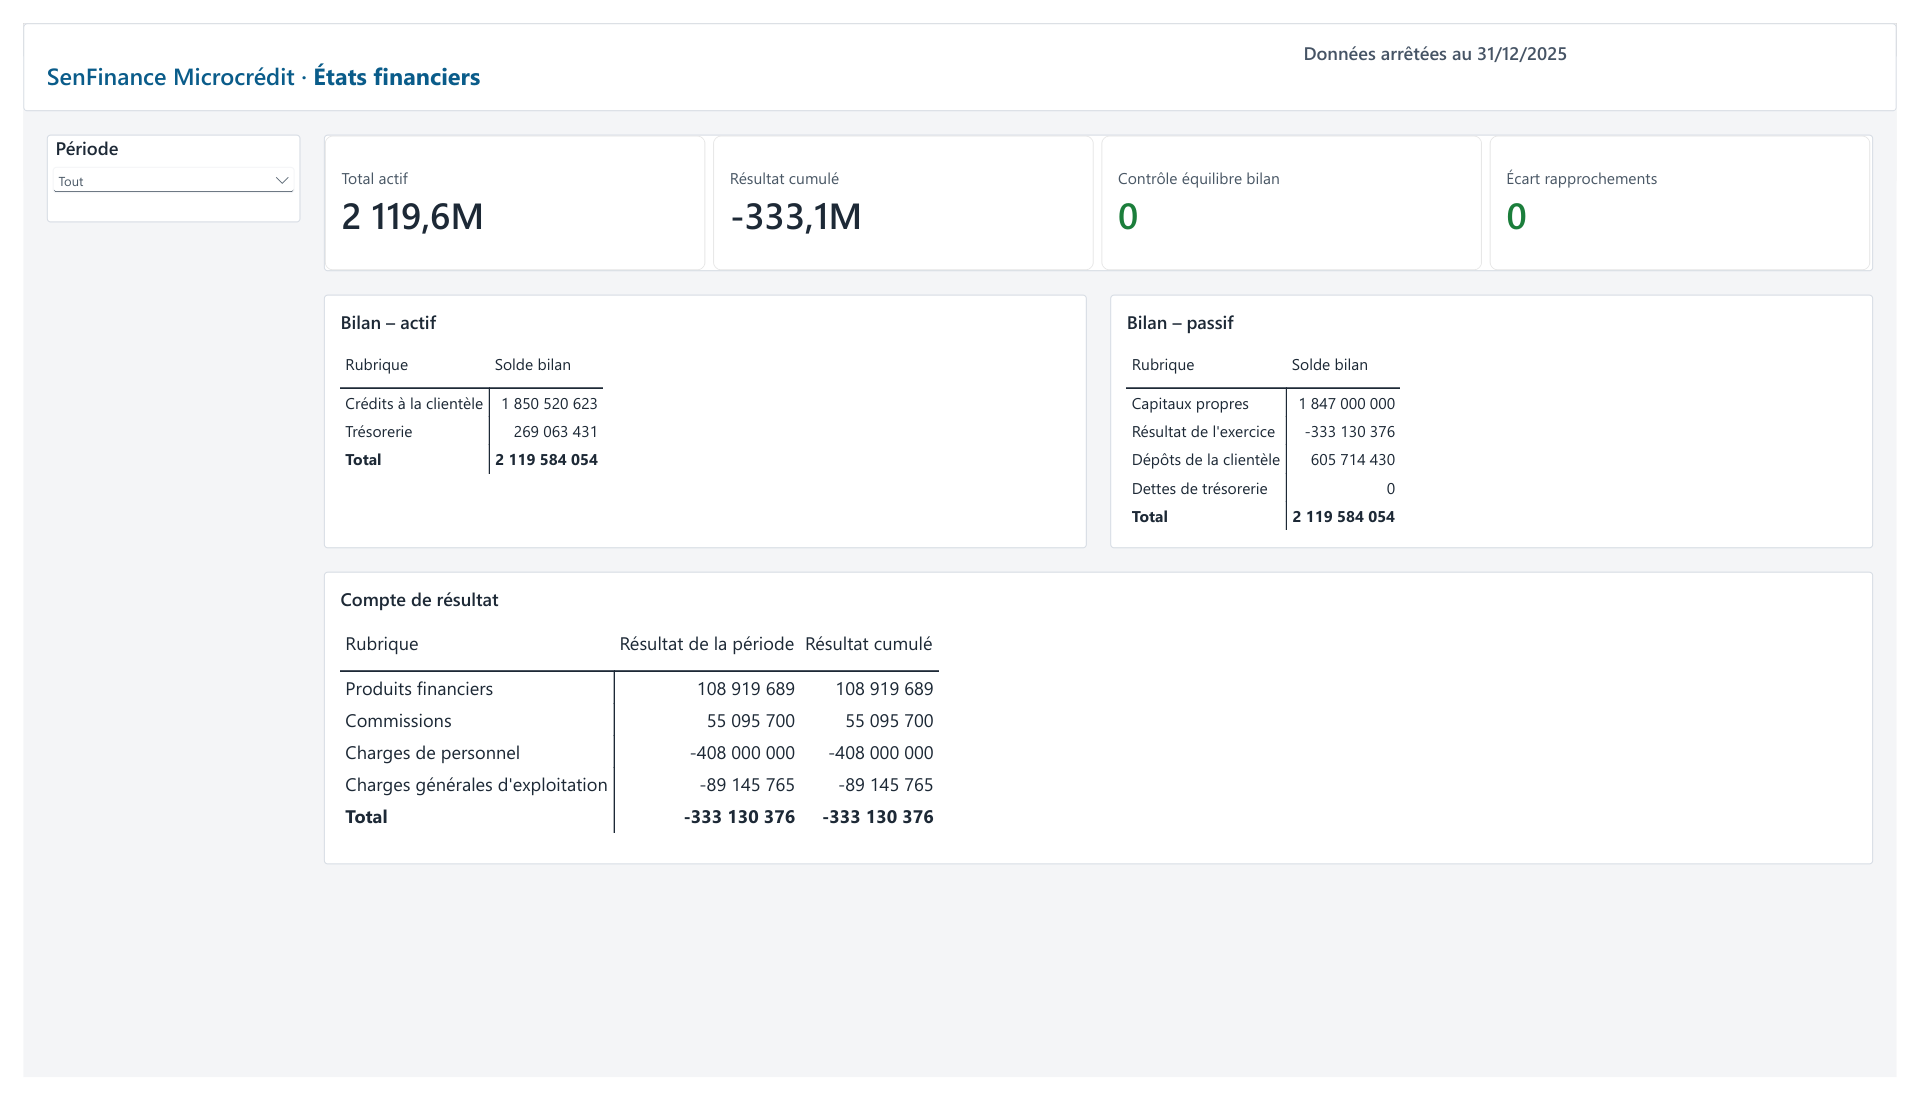 Données arrêtées au 31/12/2025
SenFinance Microcrédit · États financiers
Période
Tout
Total actif
2 119,6M
Résultat cumulé
-333,1M
Contrôle équilibre bilan
0
Écart rapprochements
0
Bilan – actif
Rubrique Solde bilan
Crédits à la clientèle 1 850 520 623
Trésorerie 269 063 431
Total 2 119 584 054
Bilan – passif
Rubrique Solde bilan
Capitaux propres 1 847 000 000
Résultat de l'exercice -333 130 376
Dépôts de la clientèle 605 714 430
Dettes de trésorerie 0
Total 2 119 584 054
Compte de résultat
Rubrique Résultat de la période Résultat cumulé
Produits financiers 108 919 689 108 919 689
Commissions 55 095 700 55 095 700
Charges de personnel -408 000 000 -408 000 000
Charges générales d'exploitation -89 145 765 -89 145 765
Total -333 130 376 -333 130 376